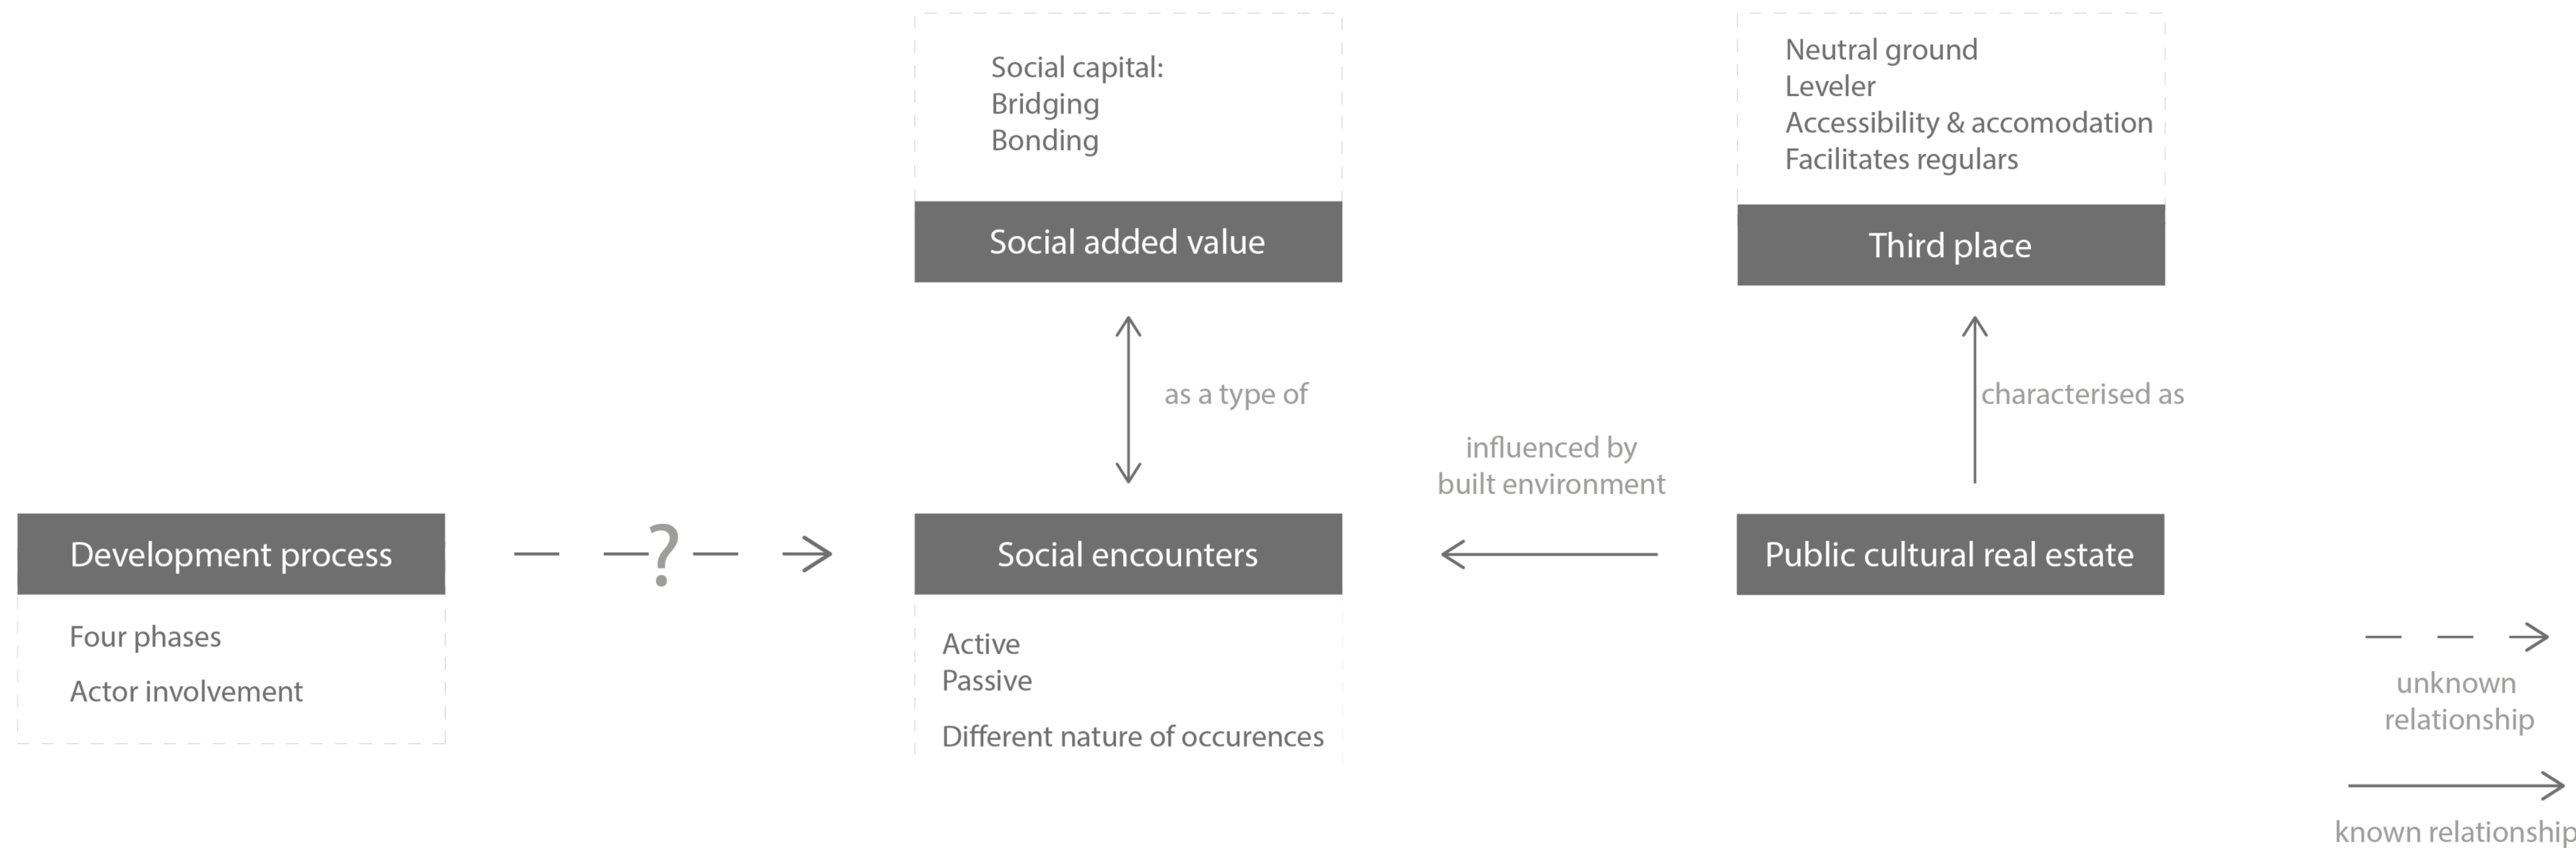 Social capital:
Bridging
Bonding
Social added value
Neutral ground
Leveler
Accessibility & accomodation
Facilitates regulars
Third place
as a type of
characterised as
influenced by
built environment
Development process
?
Social encounters
Public cultural real estate
Four phases
Actor involvement
Active
Passive
Different nature of occurences
unknown
relationship
known relationship